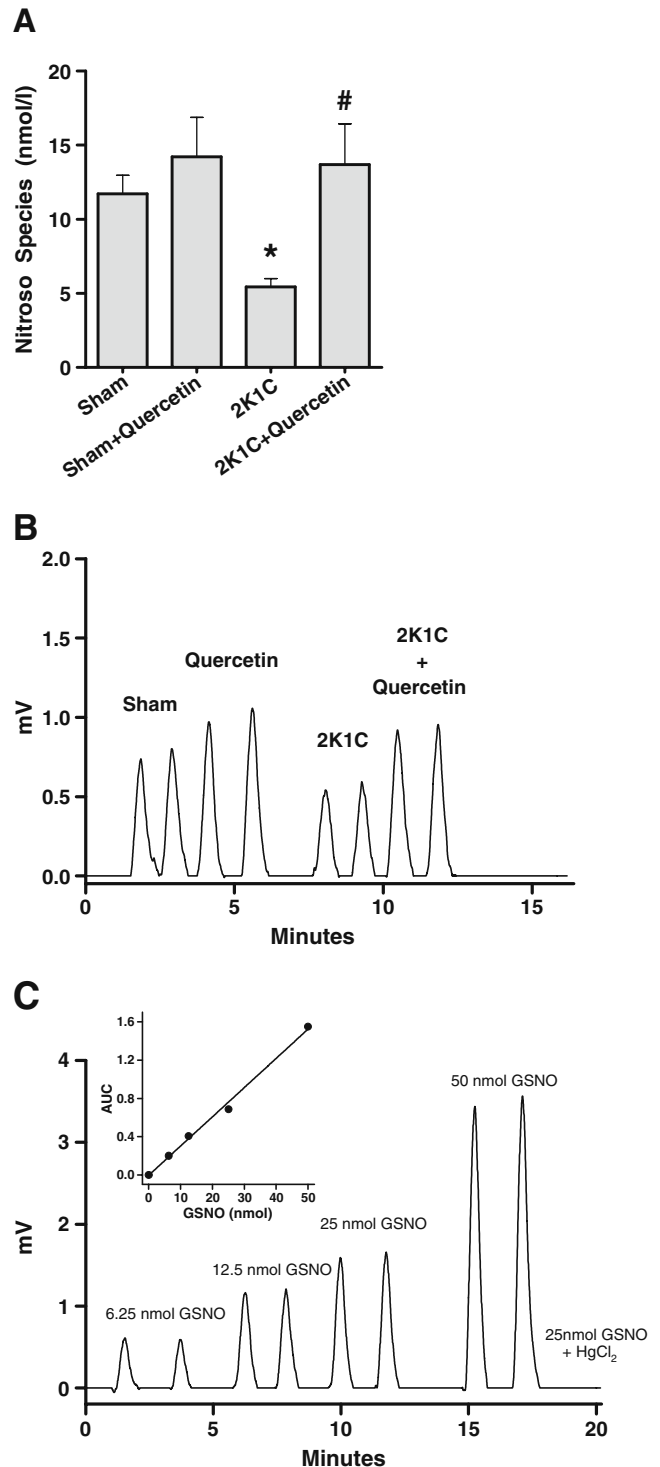 A
Nitroso Species (nmol/l)
20
15
10
5
0
*
#
Sham
Sham+Quercetin
2K1C
2K1C+Quercetin
B
mV
2.0
1.5
1.0
0.5
0.0
Sham
Quercetin
2K1C
2K1C
+
Quercetin
0
5
10
15
Minutes
C
mV
4
3
2
1
0
AUC
1.6
1.2
0.8
0.4
0.0
0
10
20
30
40
50
GSNO (nmol)
6.25 nmol GSNO
12.5 nmol GSNO
25 nmol GSNO
50 nmol GSNO
25nmol GSNO
+ HgCl₂
0
5
10
15
20
Minutes